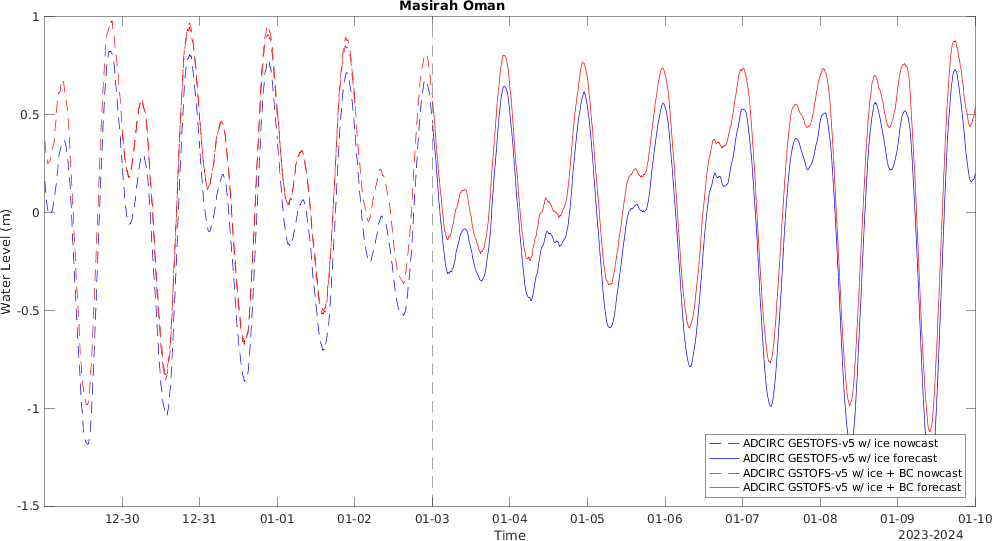 Masirah Oman
1
0.5
0
-0.5
-1
-1.5
Water Level (m)
12-30 12-31 01-01 01-02 01-03 01-04 01-05 01-06 01-07 01-08 01-09 01-10
Time
2023-2024
ADCIRC GESTOFS-v5 w/ ice nowcast
ADCIRC GESTOFS-v5 w/ ice forecast
ADCIRC GSTOFS-v5 w/ ice + BC nowcast
ADCIRC GSTOFS-v5 w/ ice + BC forecast